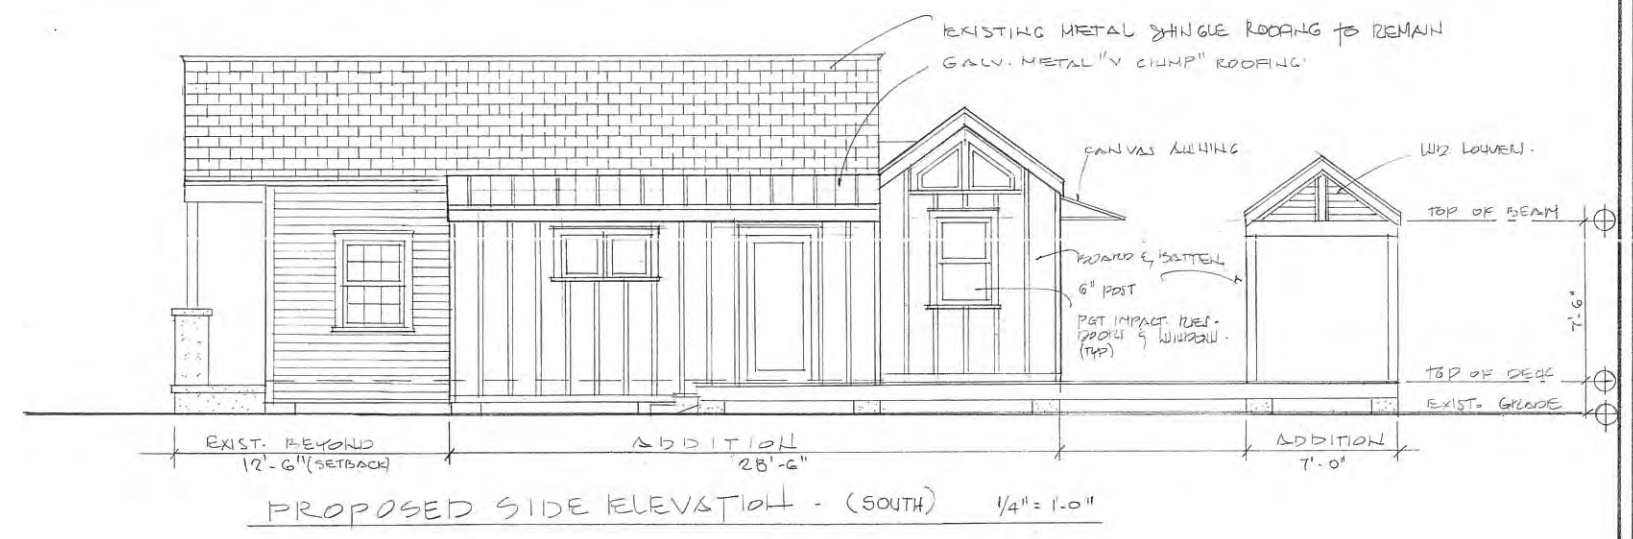 EXISTING METAL SHINGLE ROOFING TO REMAIN
GALV. METAL "V CRIMP" ROOFING.
CANVAS AWNING
WD. LOUVER.
TOP OF BEAM
BOARD & BATTEN
6" POST
PGT IMPACT RES.
DOORS & WINDOW.
(TYP)
7'-6"
TOP OF DECK
EXIST. GRADE
EXIST. BEYOND
12'-6" (SETBACK)
ADDITION
28'-6"
ADDITION
7'-0"
PROPOSED SIDE ELEVATION - (SOUTH) 1/4" = 1'-0"